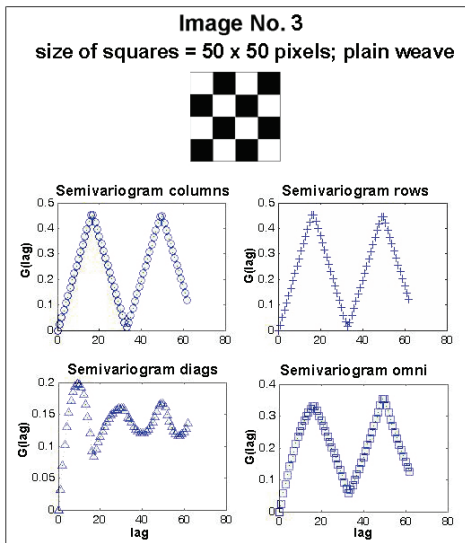 Image No. 3
size of squares = 50 x 50 pixels; plain weave
Semivariogram columns
0.5
0.4
0.3
0.2
0.1
0
G(lag)
0 20 40 60 80
Semivariogram rows
0.5
0.4
0.3
0.2
0.1
0
G(lag)
0 20 40 60 80
Semivariogram diags
0.2
0.15
0.1
0.05
0
G(lag)
0 20 40 60 80
lag
Semivariogram omni
0.4
0.3
0.2
0.1
0
G(lag)
0 20 40 60 80
lag